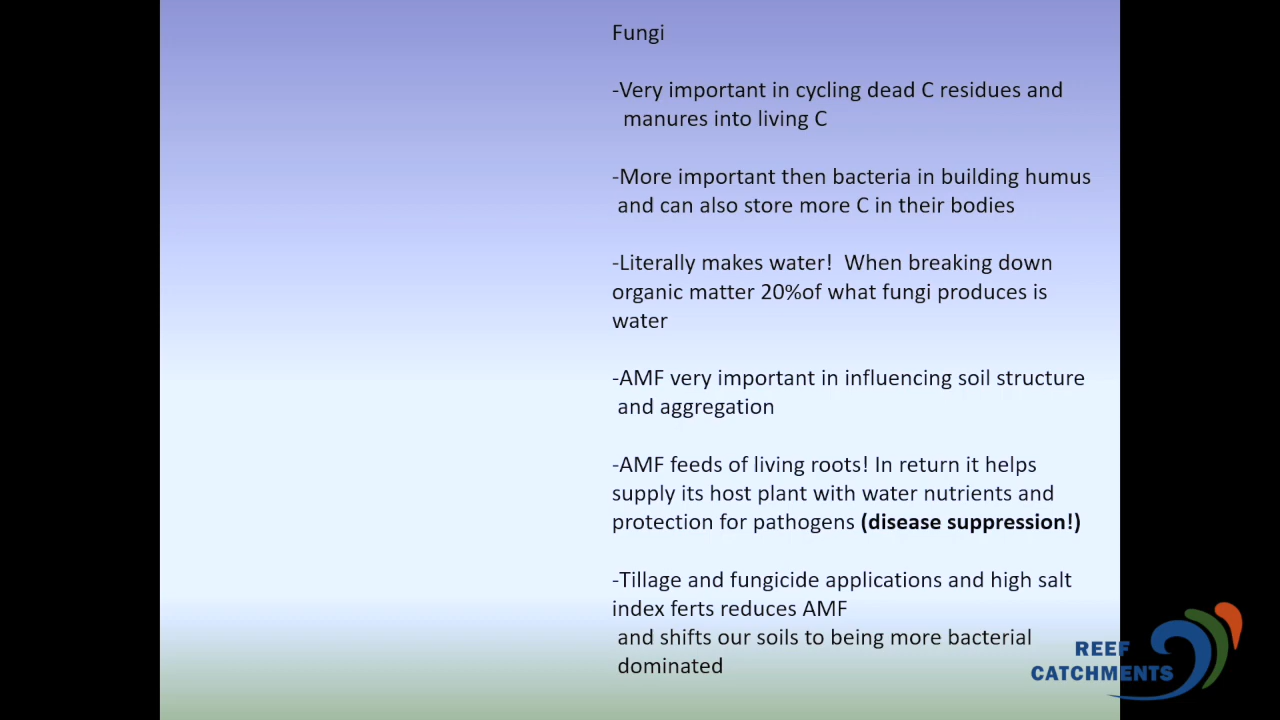 Fungi
-Very important in cycling dead C residues and
manures into living C
-More important then bacteria in building humus
and can also store more C in their bodies
-Literally makes water!  When breaking down
organic matter 20%of what fungi produces is
water
-AMF very important in influencing soil structure
and aggregation
-AMF feeds of living roots! In return it helps
supply its host plant with water nutrients and
protection for pathogens (disease suppression!)
-Tillage and fungicide applications and high salt
index ferts reduces AMF
and shifts our soils to being more bacterial
dominated
REEF
CATCHMENTS